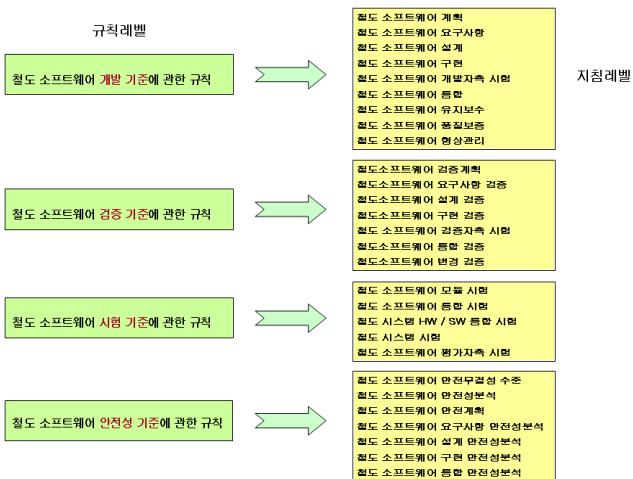 규칙레벨
지침레벨
철도 소프트웨어 개발 기준에 관한 규칙
철도 소프트웨어 계획
철도 소프트웨어 요구사항
철도 소프트웨어 설계
철도 소프트웨어 구현
철도 소프트웨어 개발자측 시험
철도 소프트웨어 통합
철도 소프트웨어 유지보수
철도 소프트웨어 품질보증
철도 소프트웨어 형상관리
철도 소프트웨어 검증 기준에 관한 규칙
철도소프트웨어 검증계획
철도소프트웨어 요구사항 검증
철도소프트웨어 설계 검증
철도소프트웨어 구현 검증
철도 소프트웨어 검증자측 시험
철도소프트웨어 통합 검증
철도소프트웨어 변경 검증
철도 소프트웨어 시험 기준에 관한 규칙
철도 소프트웨어 모듈 시험
철도 소프트웨어 통합 시험
철도 시스템 HW / SW 통합 시험
철도 시스템 시험
철도 소프트웨어 평가자측 시험
철도 소프트웨어 안전성 기준에 관한 규칙
철도 소프트웨어 안전무결성 수준
철도 소프트웨어 안전성분석
철도 소프트웨어 안전계획
철도 소프트웨어 요구사항 안전성분석
철도 소프트웨어 설계 안전성분석
철도 소프트웨어 구현 안전성분석
철도 소프트웨어 통합 안전성분석